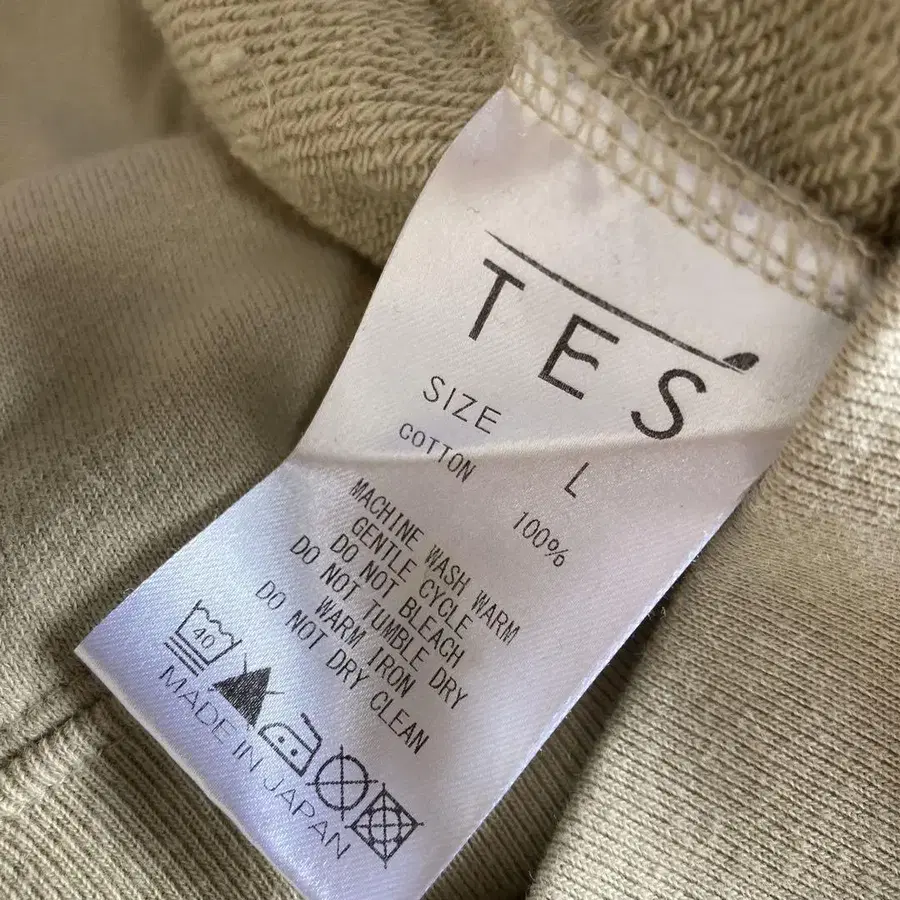 TES
SIZE L
COTTON 100%
MACHINE WASH WARM
GENTLE CYCLE
DO NOT BLEACH
DO NOT TUMBLE DRY
WARM IRON
DO NOT DRY CLEAN
40
MADE IN JAPAN